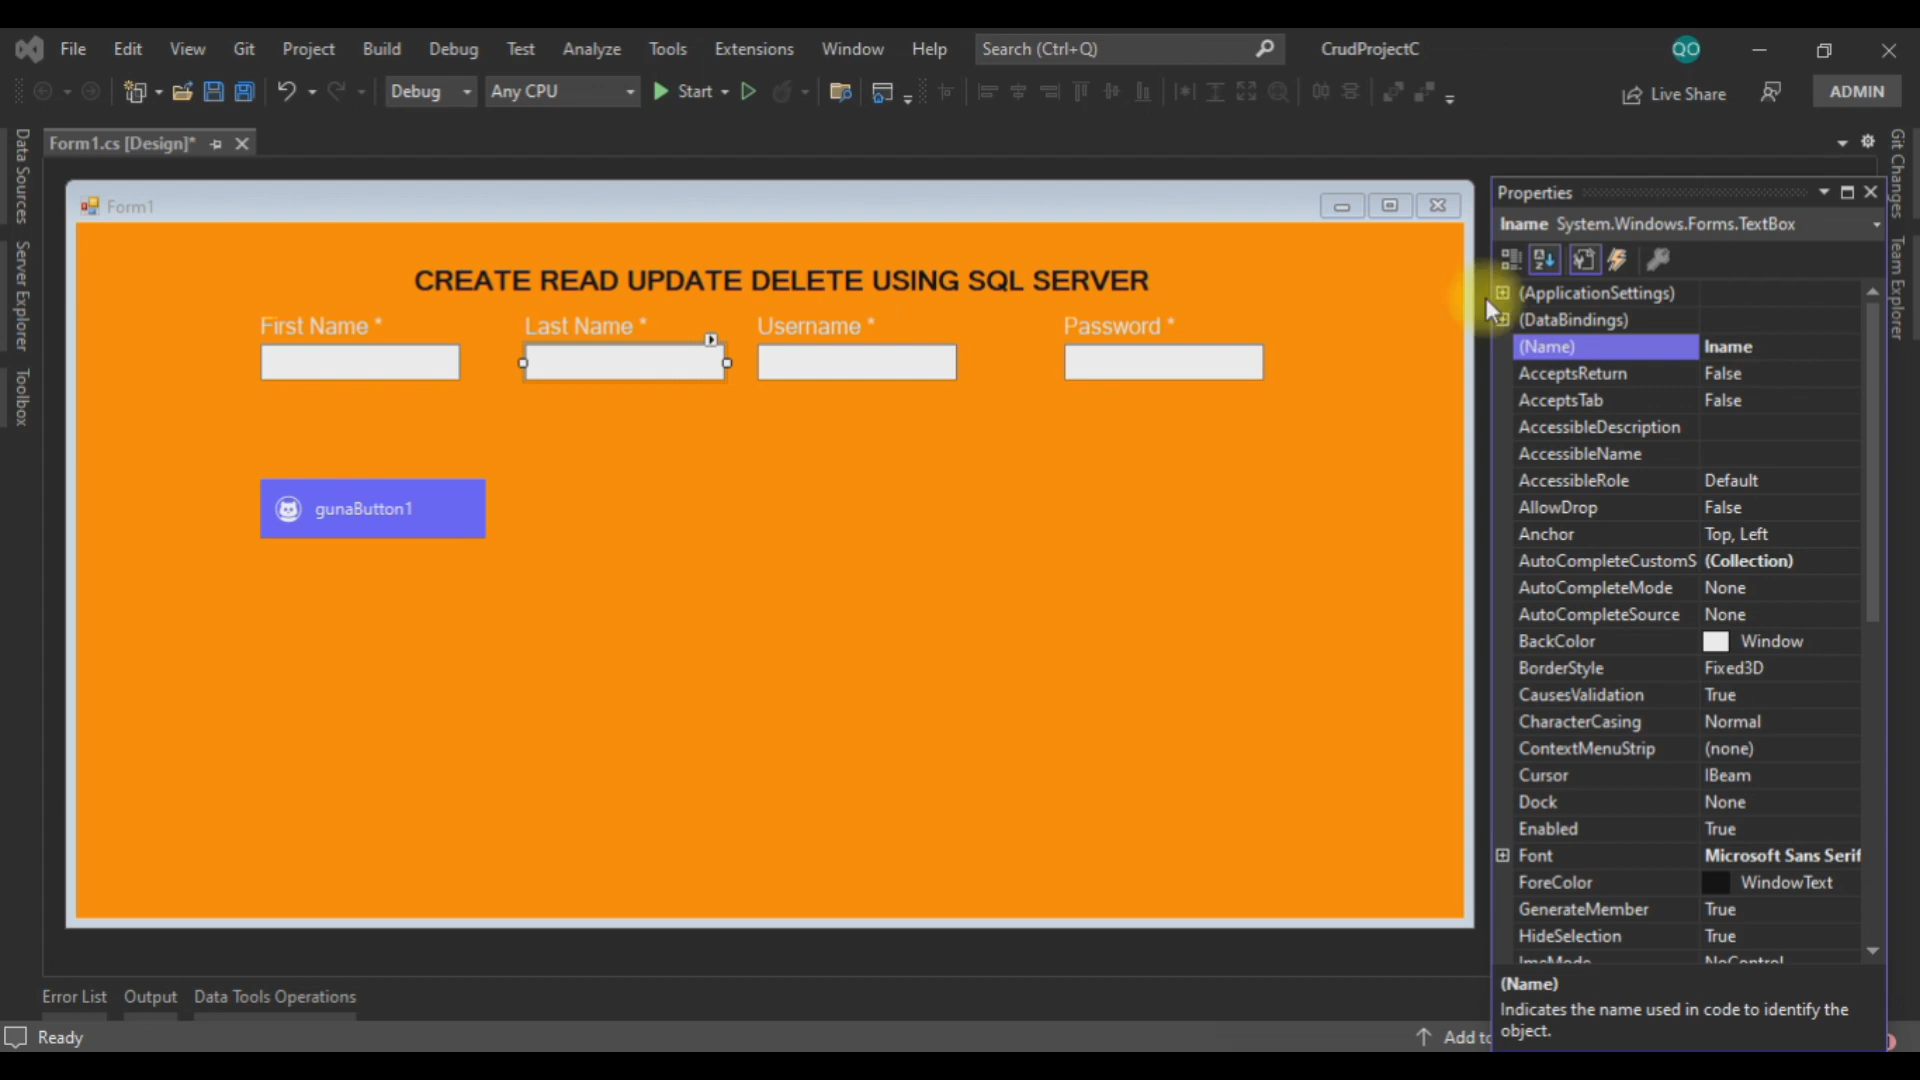 File Edit View Git Project Build Debug Test Analyze Tools Extensions Window Help Search (Ctrl+Q) CrudProjectC QO
Debug Any CPU Start Live Share ADMIN
Form1.cs [Design]*
Data Sources
Server Explorer
Toolbox
Form1
CREATE READ UPDATE DELETE USING SQL SERVER
First Name * Last Name * Username * Password *
gunaButton1
Properties
lname System.Windows.Forms.TextBox
(ApplicationSettings)
(DataBindings)
(Name) lname
AcceptsReturn False
AcceptsTab False
AccessibleDescription
AccessibleName
AccessibleRole Default
AllowDrop False
Anchor Top, Left
AutoCompleteCustomS (Collection)
AutoCompleteMode None
AutoCompleteSource None
BackColor Window
BorderStyle Fixed3D
CausesValidation True
CharacterCasing Normal
ContextMenuStrip (none)
Cursor IBeam
Dock None
Enabled True
Font Microsoft Sans Serif
ForeColor WindowText
GenerateMember True
HideSelection True
ImeMode NoControl
(Name)
Indicates the name used in code to identify the
object.
Git Changes
Team Explorer
Error List Output Data Tools Operations
Ready Add to